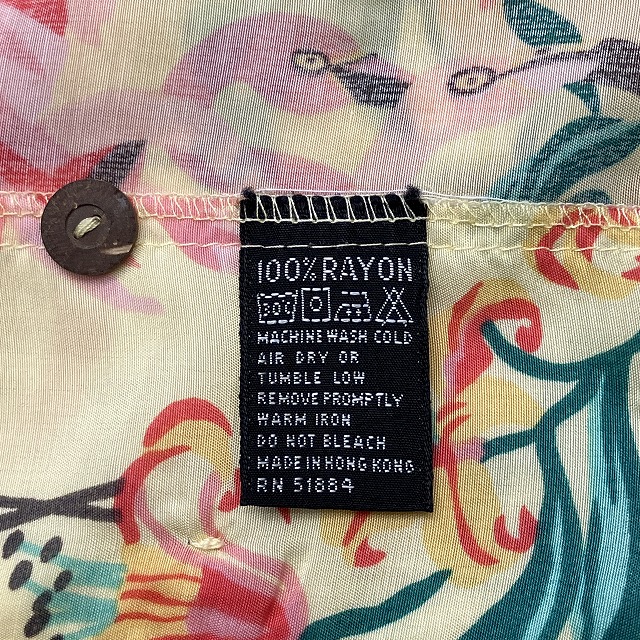 100% RAYON
80C
MACHINE WASH COLD
AIR DRY OR
TUMBLE LOW
REMOVE PROMPTLY
WARM IRON
DO NOT BLEACH
MADE IN HONG KONG
RN 51884